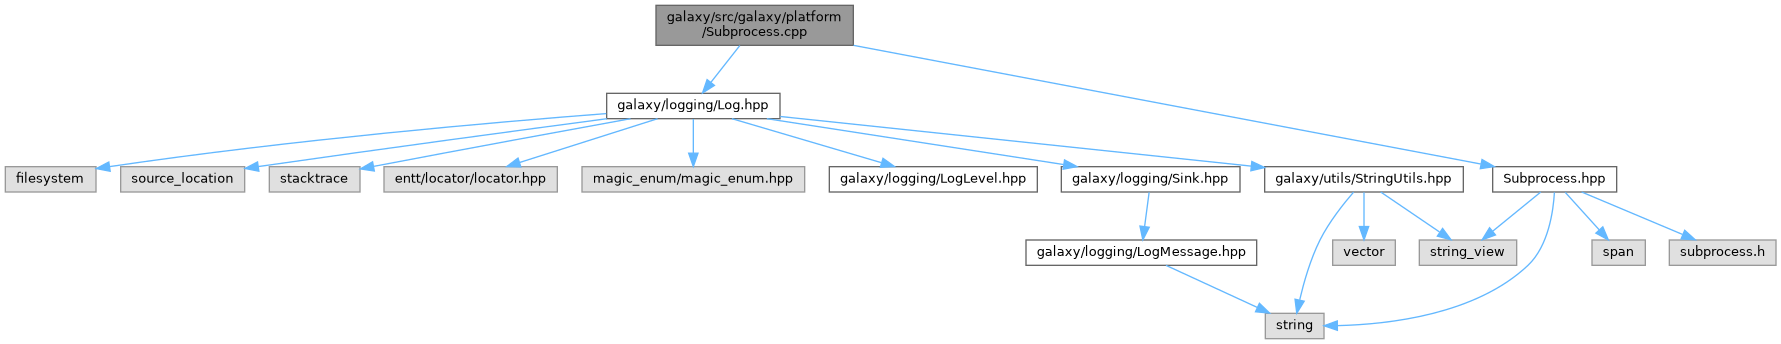 galaxy/src/galaxy/platform
/Subprocess.cpp
galaxy/logging/Log.hpp
filesystem
source_location
stacktrace
entt/locator/locator.hpp
magic_enum/magic_enum.hpp
galaxy/logging/LogLevel.hpp
galaxy/logging/Sink.hpp
galaxy/utils/StringUtils.hpp
Subprocess.hpp
galaxy/logging/LogMessage.hpp
vector
string_view
span
subprocess.h
string